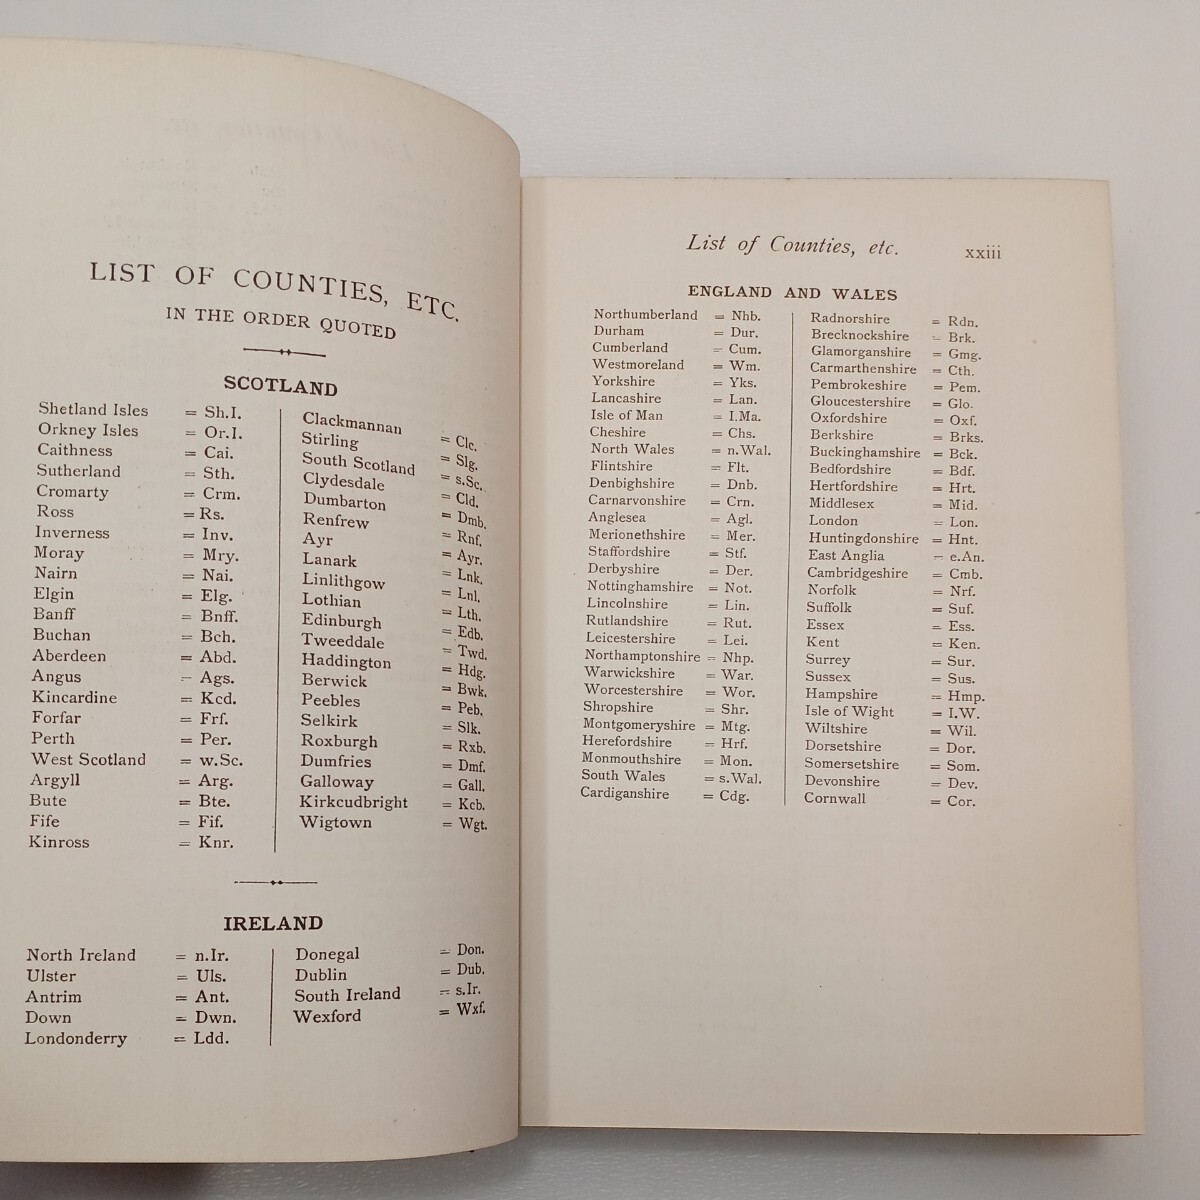 LIST OF COUNTIES, ETC.
IN THE ORDER QUOTED
SCOTLAND
Shetland Isles = Sh.I.
Orkney Isles = Or.I.
Caithness = Cai.
Sutherland = Sth.
Cromarty = Crm.
Ross = Rs.
Inverness = Inv.
Moray = Mry.
Nairn = Nai.
Elgin = Elg.
Banff = Bnff.
Buchan = Bch.
Aberdeen = Abd.
Angus = Ags.
Kincardine = Kcd.
Forfar = Frf.
Perth = Per.
West Scotland = w.Sc.
Argyll = Arg.
Bute = Bte.
Fife = Fif.
Kinross = Knr.
Clackmannan = Clc.
Stirling = Slg.
South Scotland = s.Sc.
Clydesdale = Cld.
Dumbarton = Dmb.
Renfrew = Rnf.
Ayr = Ayr.
Lanark = Lnk.
Linlithgow = Lnl.
Lothian = Lth.
Edinburgh = Edb.
Tweeddale = Twd.
Haddington = Hdg.
Berwick = Bwk.
Peebles = Peb.
Selkirk = Slk.
Roxburgh = Rxb.
Dumfries = Dmf.
Galloway = Gall.
Kirkcudbright = Kcb.
Wigtown = Wgt.
IRELAND
North Ireland = n.Ir.
Ulster = Uls.
Antrim = Ant.
Down = Dwn.
Londonderry = Ldd.
Donegal = Don.
Dublin = Dub.
South Ireland = s.Ir.
Wexford = Wxf.
List of Counties, etc. xxiii
ENGLAND AND WALES
Northumberland = Nhb.
Durham = Dur.
Cumberland = Cum.
Westmoreland = Wm.
Yorkshire = Yks.
Lancashire = Lan.
Isle of Man = I.Ma.
Cheshire = Chs.
North Wales = n.Wal.
Flintshire = Flt.
Denbighshire = Dnb.
Carnarvonshire = Crn.
Anglesea = Agl.
Merionethshire = Mer.
Staffordshire = Stf.
Derbyshire = Der.
Nottinghamshire = Not.
Lincolnshire = Lin.
Rutlandshire = Rut.
Leicestershire = Lei.
Northamptonshire = Nhp.
Warwickshire = War.
Worcestershire = Wor.
Shropshire = Shr.
Montgomeryshire = Mtg.
Herefordshire = Hrf.
Monmouthshire = Mon.
South Wales = s.Wal.
Cardiganshire = Cdg.
Radnorshire = Rdn.
Brecknockshire = Brk.
Glamorganshire = Gmg.
Carmarthenshire = Cth.
Pembrokeshire = Pem.
Gloucestershire = Glo.
Oxfordshire = Oxf.
Berkshire = Brks.
Buckinghamshire = Bck.
Bedfordshire = Bdf.
Hertfordshire = Hrt.
Middlesex = Mid.
London = Lon.
Huntingdonshire = Hnt.
East Anglia = e.An.
Cambridgeshire = Cmb.
Norfolk = Nrf.
Suffolk = Suf.
Essex = Ess.
Kent = Ken.
Surrey = Sur.
Sussex = Sus.
Hampshire = Hmp.
Isle of Wight = I.W.
Wiltshire = Wil.
Dorsetshire = Dor.
Somersetshire = Som.
Devonshire = Dev.
Cornwall = Cor.